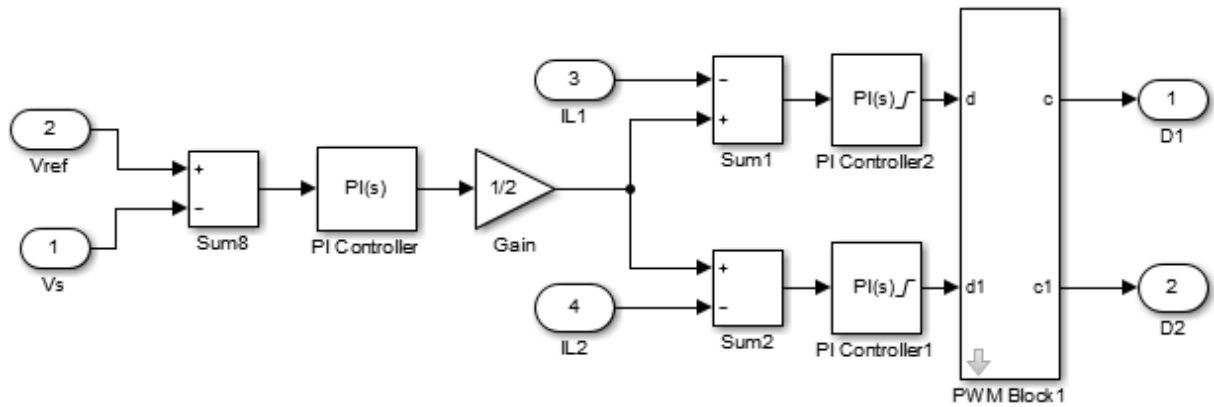 2
Vref
1
Vs
+
−
Sum8
PI(s)
PI Controller
1/2
Gain
3
IL1
4
IL2
−
+
Sum1
+
−
Sum2
PI(s)
PI Controller2
PI(s)
PI Controller1
d
c
d1
c1
PWM Block1
1
D1
2
D2